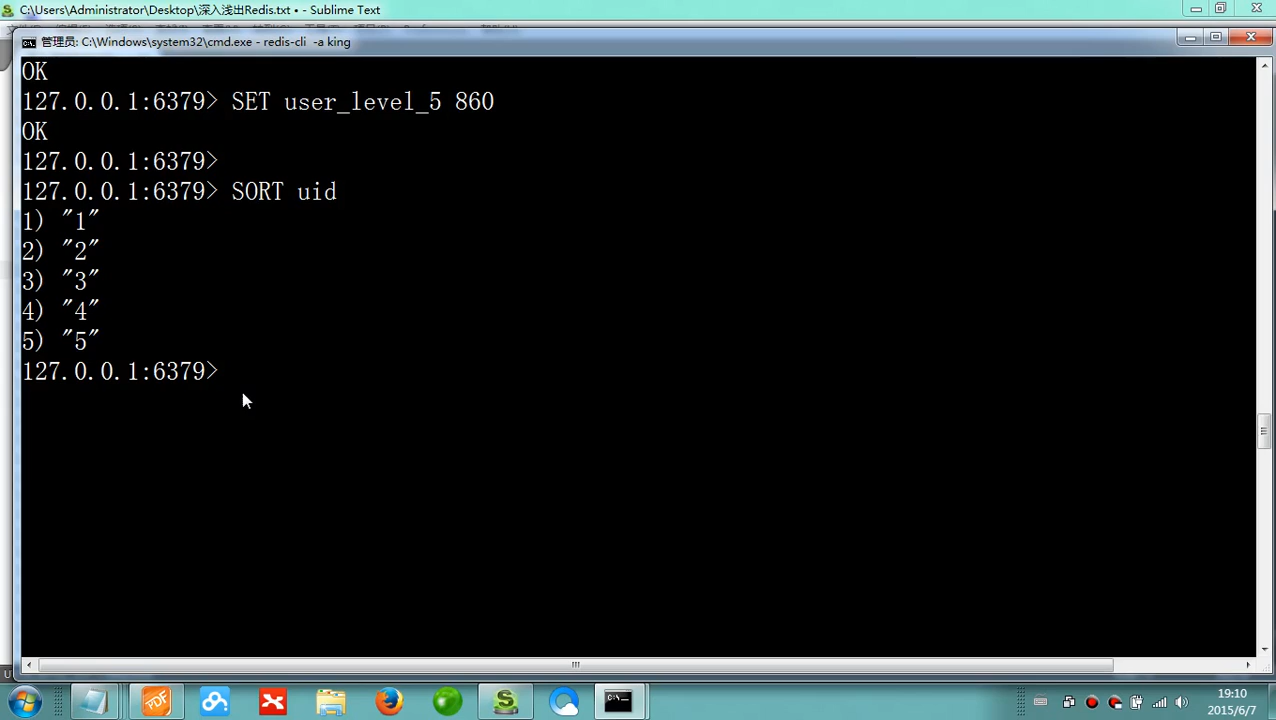 C:\Users\Administrator\Desktop\深入浅出Redis.txt • - Sublime Text
管理员: C:\Windows\system32\cmd.exe - redis-cli  -a king
OK
127.0.0.1:6379> SET user_level_5 860
OK
127.0.0.1:6379>
127.0.0.1:6379> SORT uid
1) "1"
2) "2"
3) "3"
4) "4"
5) "5"
127.0.0.1:6379>
19:10
2015/6/7